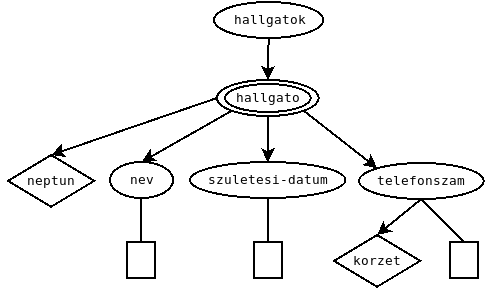 hallgatok
hallgato
neptun
nev
szuletesi-datum
telefonszam
korzet